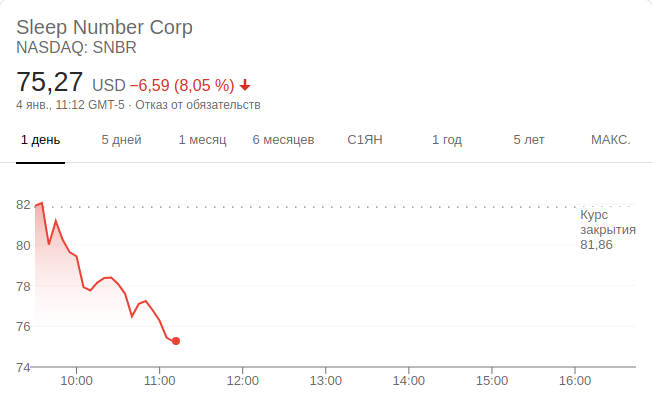 Sleep Number Corp
NASDAQ: SNBR
75,27 USD −6,59 (8,05 %)
4 янв., 11:12 GMT-5 · Отказ от обязательств
1 день 5 дней 1 месяц 6 месяцев С1ЯН 1 год 5 лет МАКС.
82
Курс
закрытия
81,86
80
78
76
74
10:00 11:00 12:00 13:00 14:00 15:00 16:00